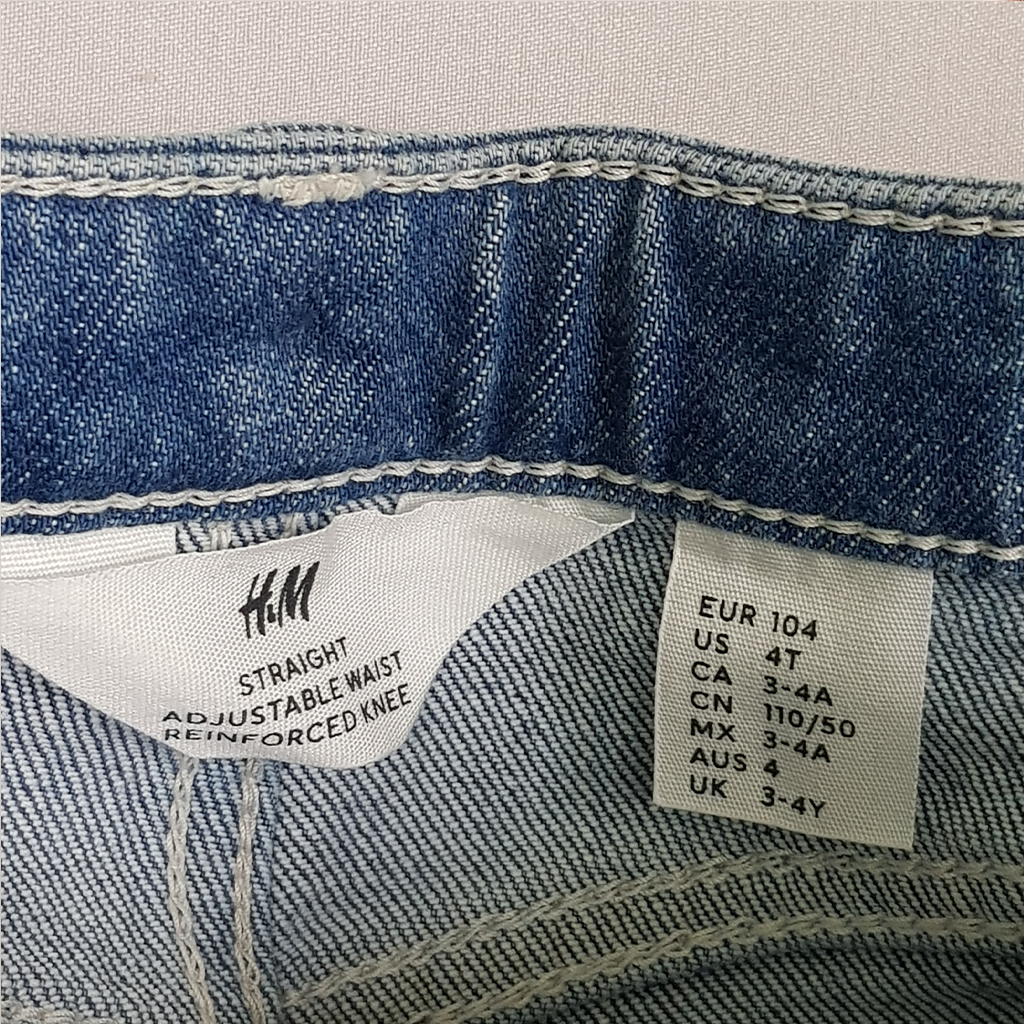 H&M
STRAIGHT
ADJUSTABLE WAIST
REINFORCED KNEE
EUR 104
US 4T
CA 3-4A
CN 110/50
MX 3-4A
AUS 4
UK 3-4Y